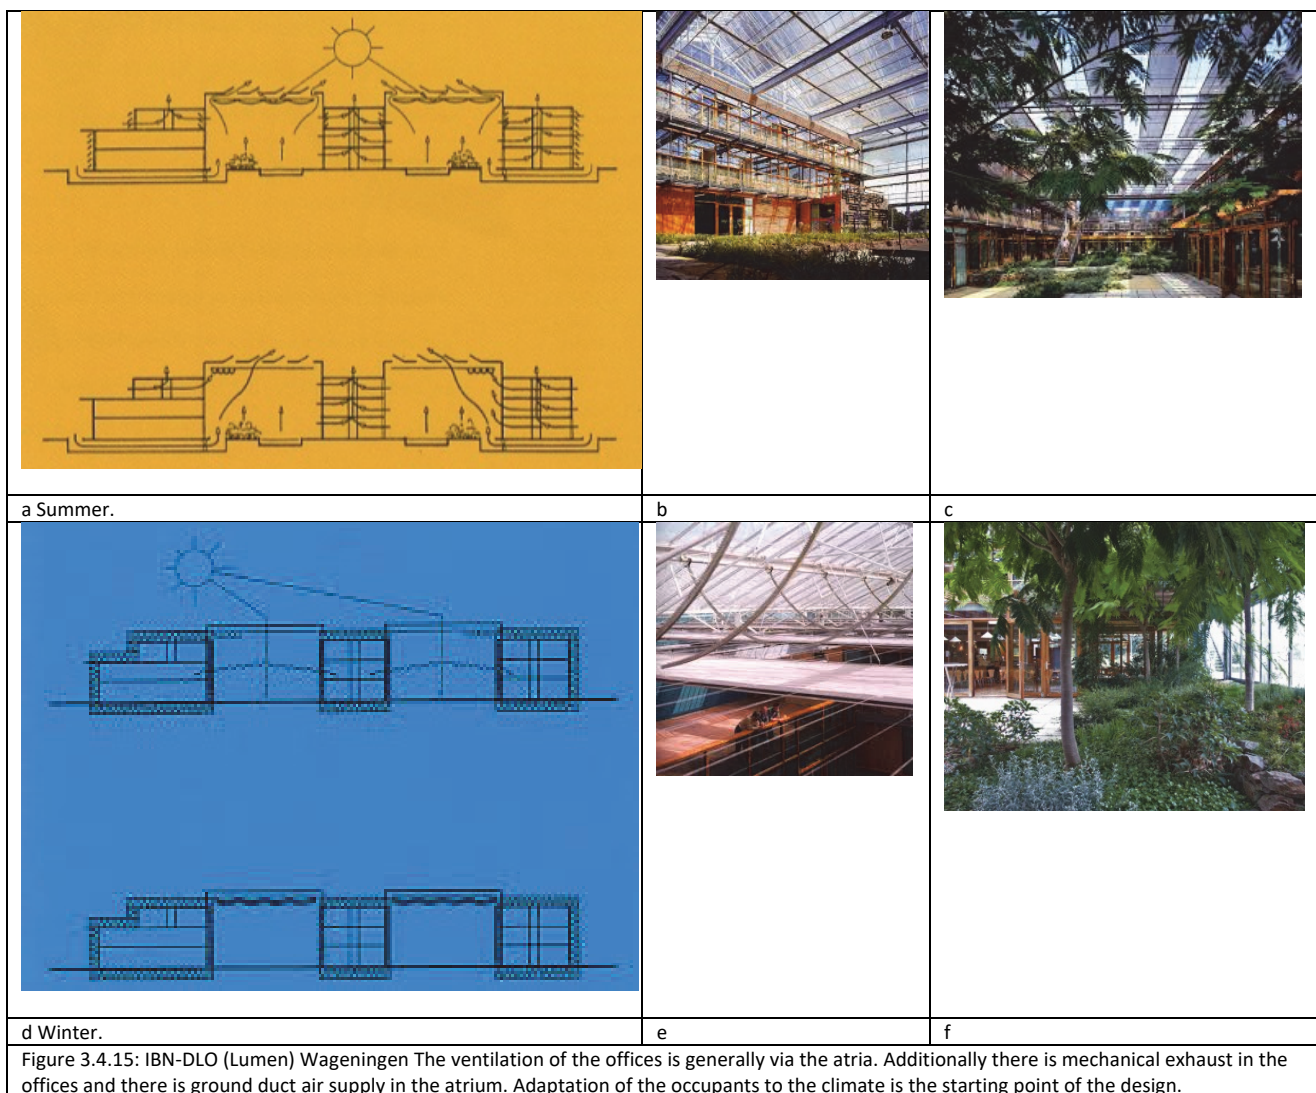 a Summer.
b
c
d Winter.
e
f
Figure 3.4.15: IBN-DLO (Lumen) Wageningen The ventilation of the offices is generally via the atria. Additionally there is mechanical exhaust in the
offices and there is ground duct air supply in the atrium. Adaptation of the occupants to the climate is the starting point of the design.